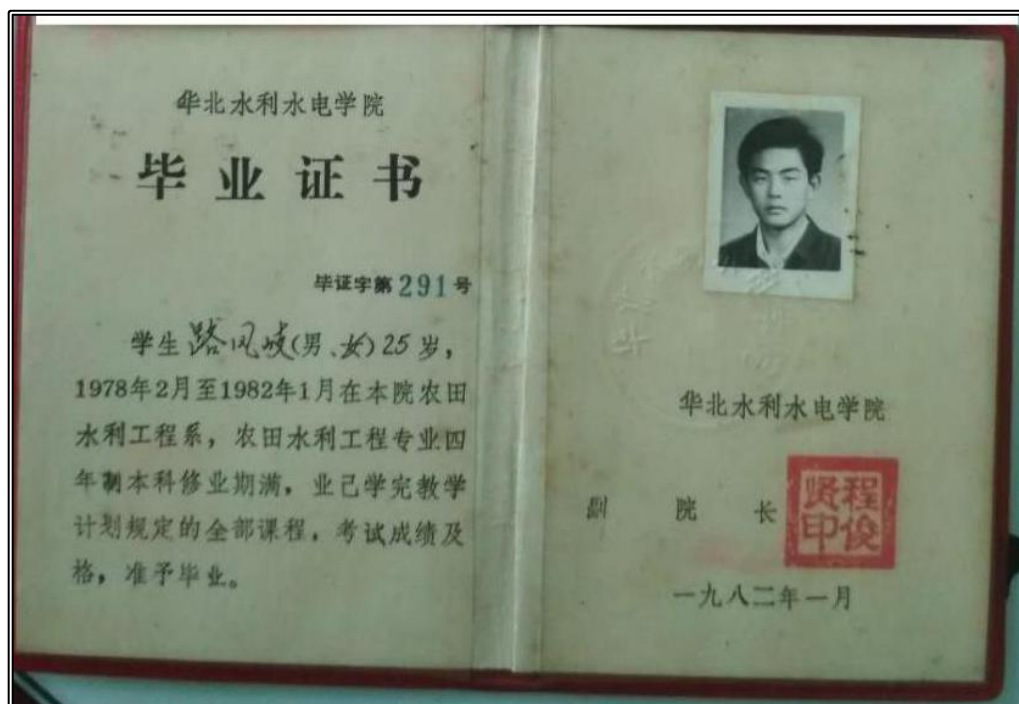 华北水利水电学院
毕业证书
毕证字第291号
学生路风岐(男、女)25岁,
1978年2月至1982年1月在本院农田
水利工程系,农田水利工程专业四
年制本科修业期满,业已学完教学
计划规定的全部课程,考试成绩及
格,准予毕业。
华北水利水电学院
副 院 长
程俊
贤印
一九八二年一月